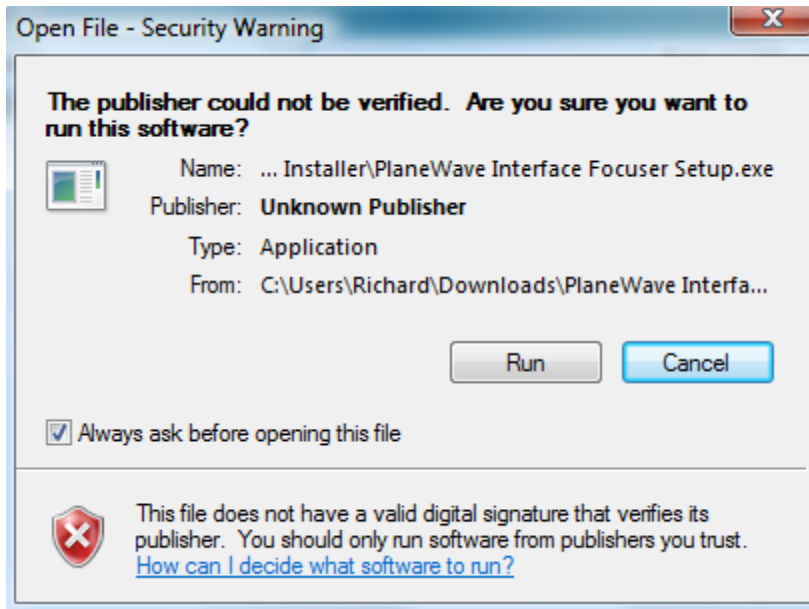 Open File - Security Warning
The publisher could not be verified.  Are you sure you want to
run this software?
Name: ... Installer\PlaneWave Interface Focuser Setup.exe
Publisher: Unknown Publisher
Type: Application
From: C:\Users\Richard\Downloads\PlaneWave Interfa...
Run Cancel
Always ask before opening this file
This file does not have a valid digital signature that verifies its
publisher.  You should only run software from publishers you trust.
How can I decide what software to run?